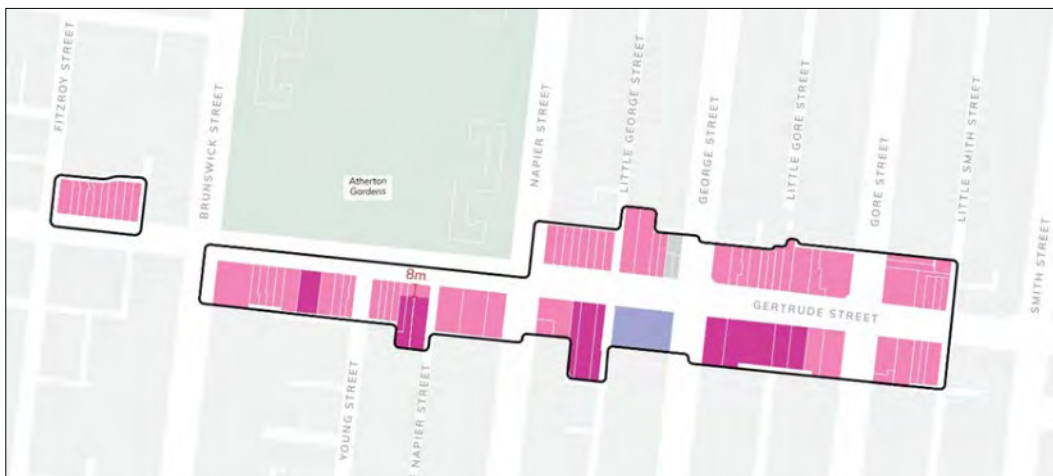 FITZROY STREET
BRUNSWICK STREET
Atherton
Gardens
NAPIER STREET
LITTLE GEORGE STREET
GEORGE STREET
LITTLE GORE STREET
GORE STREET
LITTLE SMITH STREET
SMITH STREET
8m
GERTRUDE STREET
YOUNG STREET
NAPIER STREET